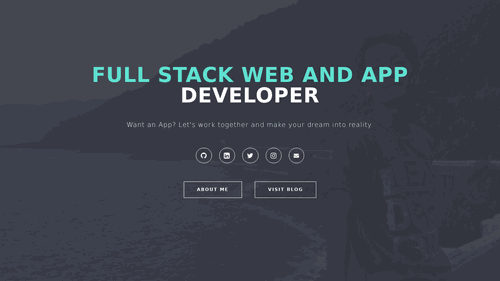 FULL STACK WEB AND APP
DEVELOPER
Want an App? Let's work together and make your dream into reality
ABOUT ME
VISIT BLOG